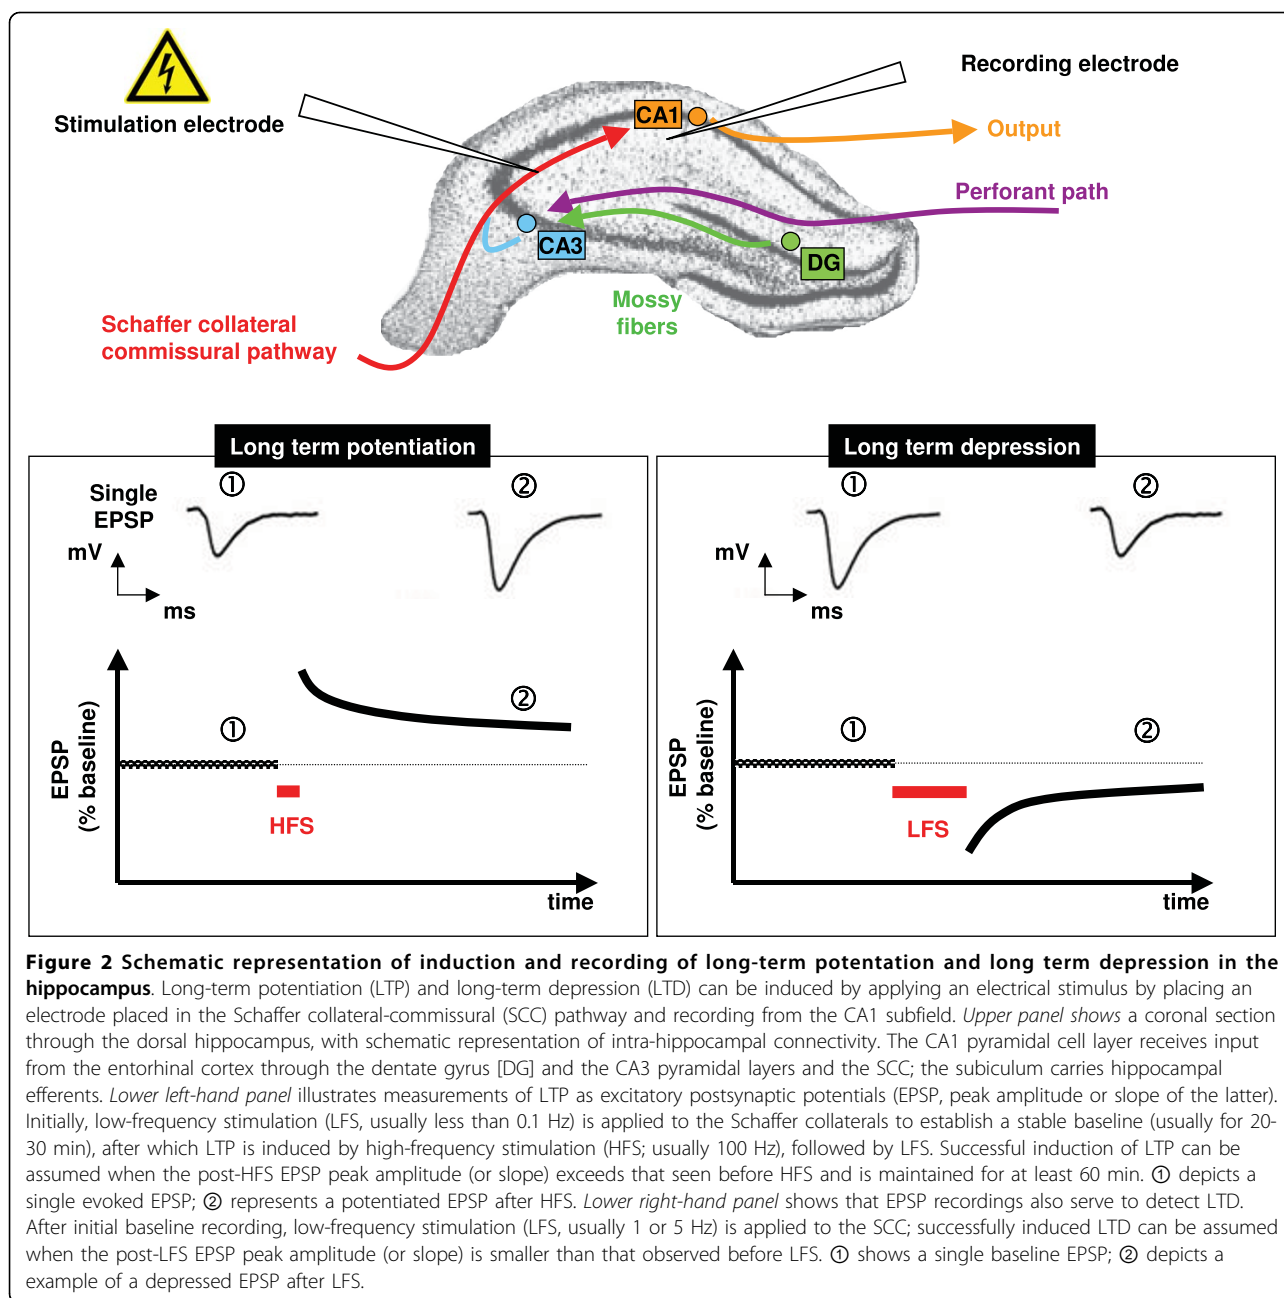 Recording electrode
Stimulation electrode
CA1
Output
Perforant path
CA3
DG
Mossy
fibers
Schaffer collateral
commissural pathway
Long term potentiation
Single
EPSP
①
②
mV
ms
EPSP
(% baseline)
①
②
HFS
time
Long term depression
①
②
mV
ms
EPSP
(% baseline)
①
②
LFS
time
Figure 2 Schematic representation of induction and recording of long-term potentation and long term depression in the
hippocampus. Long-term potentiation (LTP) and long-term depression (LTD) can be induced by applying an electrical stimulus by placing an
electrode placed in the Schaffer collateral-commissural (SCC) pathway and recording from the CA1 subfield. Upper panel shows a coronal section
through the dorsal hippocampus, with schematic representation of intra-hippocampal connectivity. The CA1 pyramidal cell layer receives input
from the entorhinal cortex through the dentate gyrus [DG] and the CA3 pyramidal layers and the SCC; the subiculum carries hippocampal
efferents. Lower left-hand panel illustrates measurements of LTP as excitatory postsynaptic potentials (EPSP, peak amplitude or slope of the latter).
Initially, low-frequency stimulation (LFS, usually less than 0.1 Hz) is applied to the Schaffer collaterals to establish a stable baseline (usually for 20-
30 min), after which LTP is induced by high-frequency stimulation (HFS; usually 100 Hz), followed by LFS. Successful induction of LTP can be
assumed when the post-HFS EPSP peak amplitude (or slope) exceeds that seen before HFS and is maintained for at least 60 min. ① depicts a
single evoked EPSP; ② represents a potentiated EPSP after HFS. Lower right-hand panel shows that EPSP recordings also serve to detect LTD.
After initial baseline recording, low-frequency stimulation (LFS, usually 1 or 5 Hz) is applied to the SCC; successfully induced LTD can be assumed
when the post-LFS EPSP peak amplitude (or slope) is smaller than that observed before LFS. ① shows a single baseline EPSP; ② depicts a
example of a depressed EPSP after LFS.